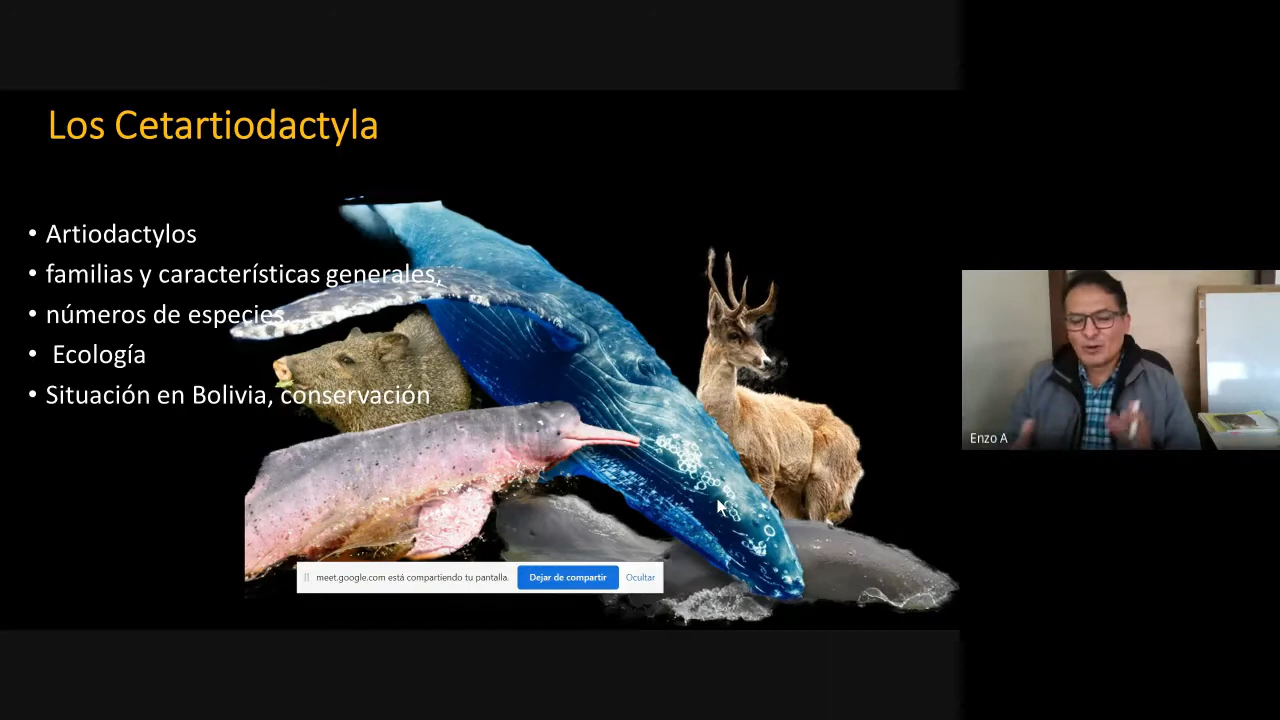 Los Cetartiodactyla
• Artiodactylos
• familias y características generales,
• números de especies,
• Ecología
• Situación en Bolivia, conservación
meet.google.com está compartiendo tu pantalla.
Dejar de compartir
Ocultar
Enzo A